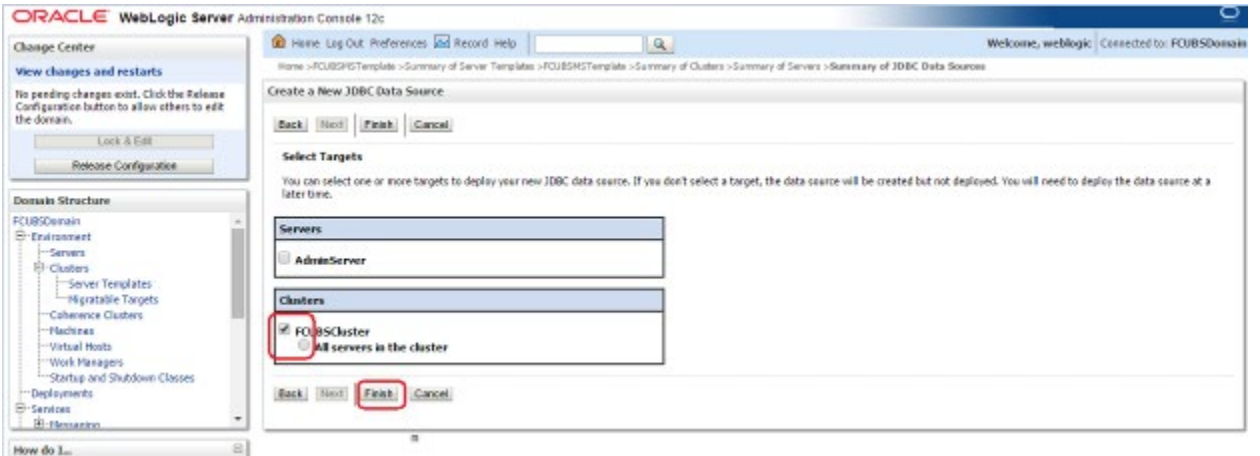 ORACLE WebLogic Server Administration Console 12c
Change Center
View changes and restarts
No pending changes exist. Click the Release
Configuration button to allow others to edit
the domain.
Lock & Edit
Release Configuration
Domain Structure
FCUBSDomain
Environment
Servers
Clusters
Server Templates
Migratable Targets
Coherence Clusters
Machines
Virtual Hosts
Work Managers
Startup and Shutdown Classes
Deployments
Services
Messaging
How do I...
Home Log Out Preferences Record Help
Welcome, weblogic Connected to: FCUBSDomain
Home >FCUBSMSTemplate >Summary of Server Templates >FCUBSMSTemplate >Summary of Clusters >Summary of Servers >Summary of JDBC Data Sources
Create a New JDBC Data Source
Back Next Finish Cancel
Select Targets
You can select one or more targets to deploy your new JDBC data source. If you don't select a target, the data source will be created but not deployed. You will need to deploy the data source at a
later time.
Servers
AdminServer
Clusters
FCUBSCluster
All servers in the cluster
Back Next Finish Cancel